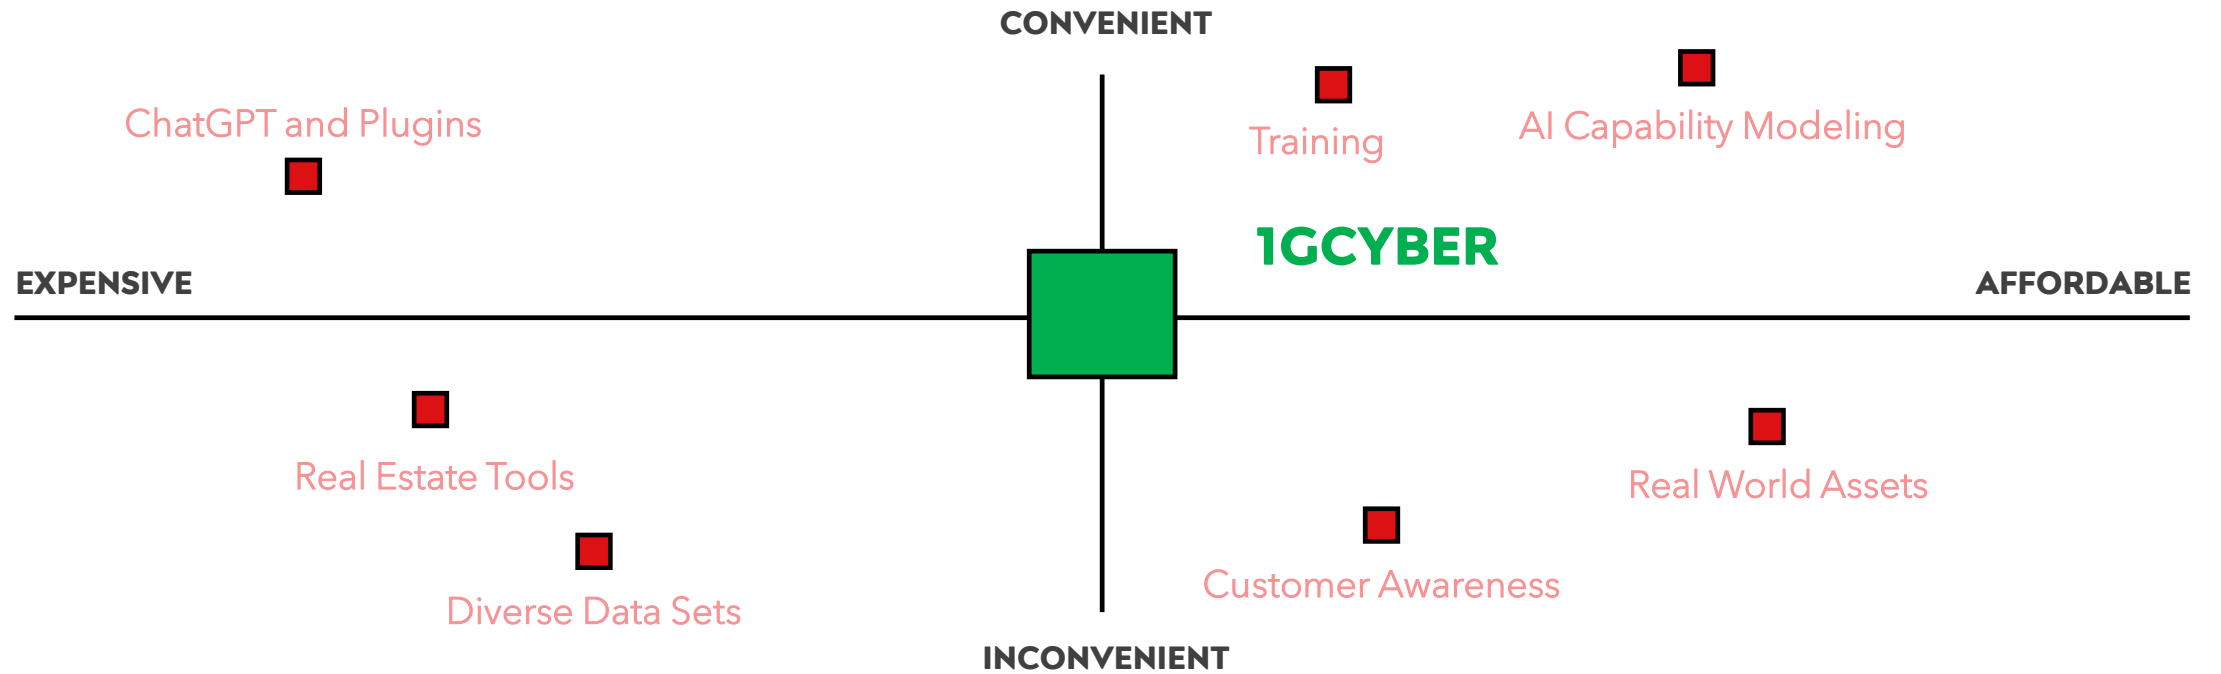 CONVENIENT
ChatGPT and Plugins
Training
AI Capability Modeling
1GCYBER
EXPENSIVE
AFFORDABLE
Real Estate Tools
Real World Assets
Diverse Data Sets
Customer Awareness
INCONVENIENT